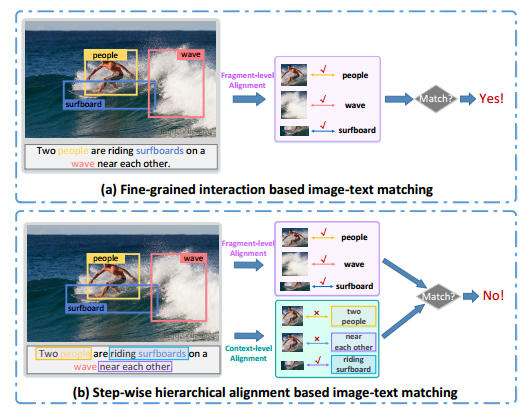 people
wave
surfboard
Two people are riding surfboards on a
wave near each other.
Fragment-level
Alignment
people
wave
surfboard
Match?
Yes!
(a) Fine-grained interaction based image-text matching
people
wave
surfboard
Two people are riding surfboards on a
wave near each other
Fragment-level
Alignment
people
wave
surfboard
Context-level
Alignment
two
people
near
each other
riding
surfboard
Match?
No!
(b) Step-wise hierarchical alignment based image-text matching